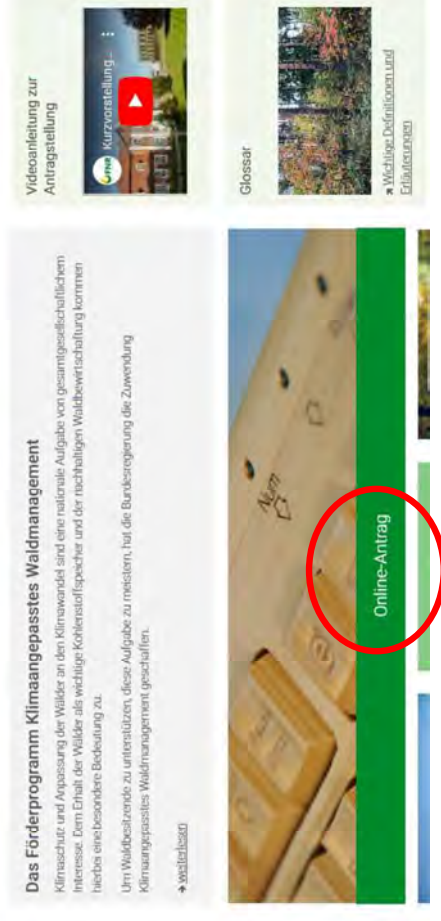 Das Förderprogramm Klimaangepasstes Waldmanagement
Klimaschutz und Anpassung der Wälder an den Klimawandel sind eine nationale Aufgabe von gesamtgesellschaftlichem
Interesse. Dem Erhalt der Wälder als wichtige Kohlenstoffspeicher und der nachhaltigen Waldbewirtschaftung kommen
hierbei eine besondere Bedeutung zu.
Um Waldbesitzende zu unterstützen, diese Aufgabe zu meistern, hat die Bundesregierung die Zuwendung
Klimaangepasstes Waldmanagement geschaffen.
→ weiterlesen
Num
Online-Antrag
Videoanleitung zur
Antragstellung
FNR
Kurzvorstellung...
Glossar
Wichtige Definitionen und
Erläuterungen